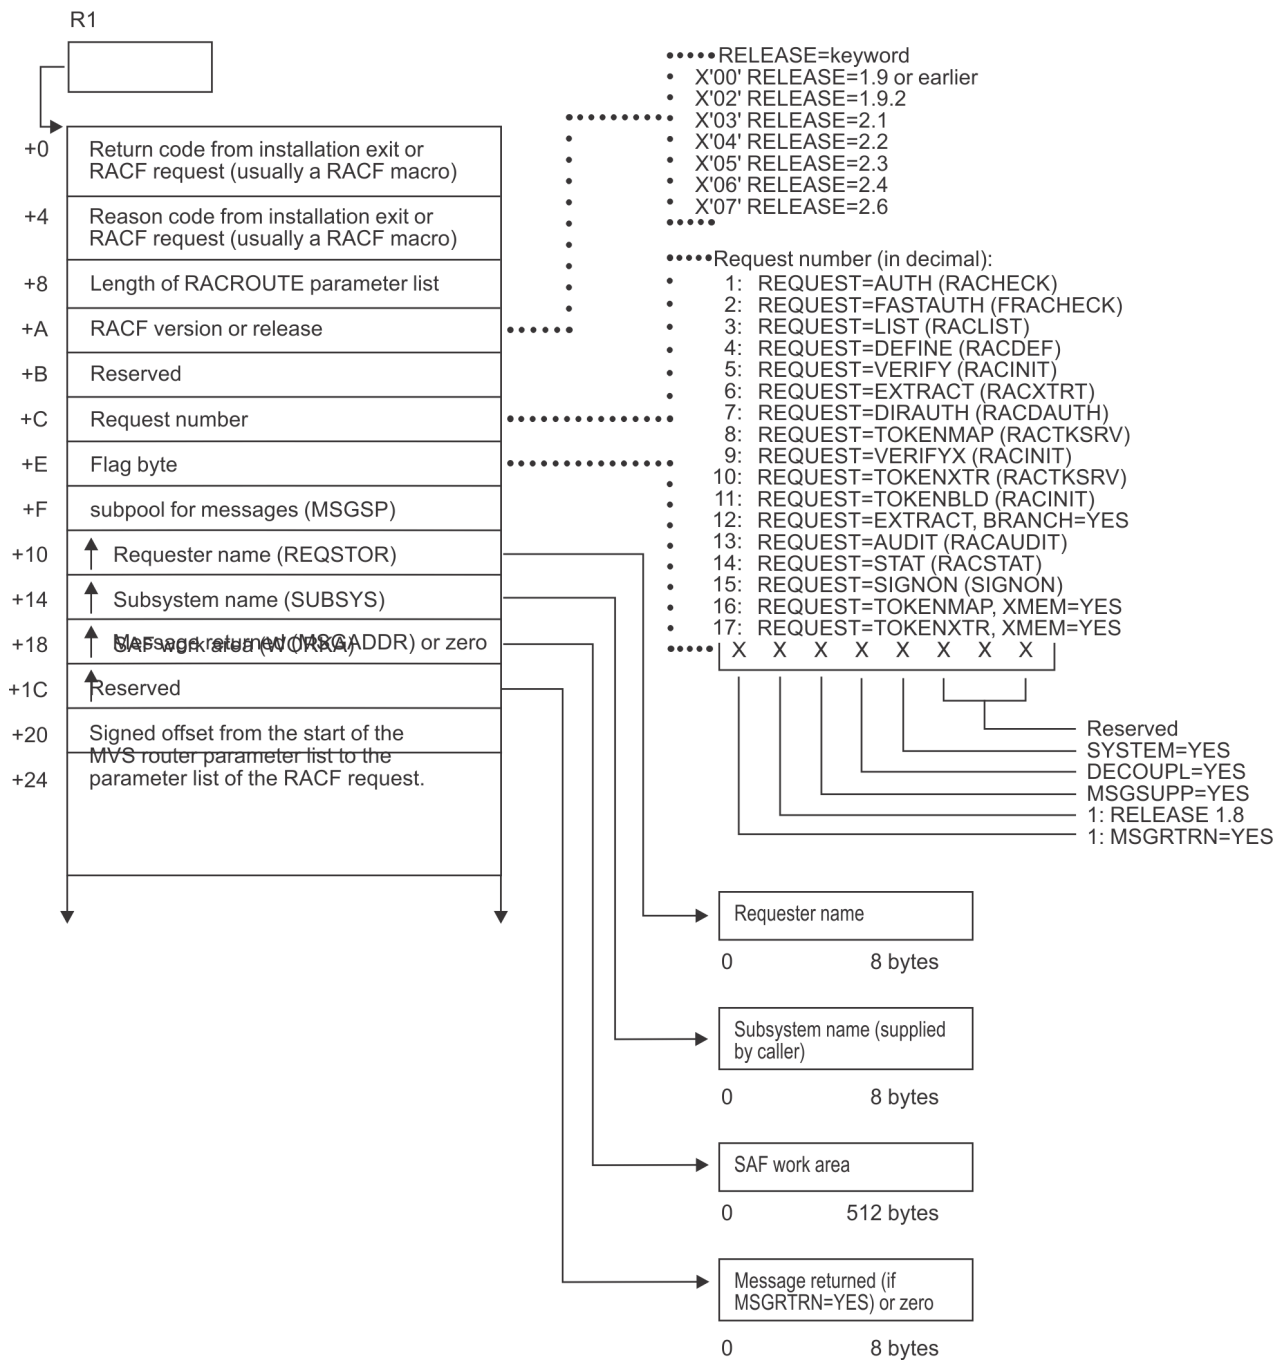 R1
+0 Return code from installation exit or
RACF request (usually a RACF macro)
+4 Reason code from installation exit or
RACF request (usually a RACF macro)
+8 Length of RACROUTE parameter list
+A RACF version or release
+B Reserved
+C Request number
+E Flag byte
+F subpool for messages (MSGSP)
+10 Requester name (REQSTOR)
+14 Subsystem name (SUBSYS)
+18 SAF work area (WORKA)
Message returned (MSGADDR) or zero
+1C Reserved
+20 Signed offset from the start of the
MVS router parameter list to the
+24 parameter list of the RACF request.
RELEASE=keyword
X'00' RELEASE=1.9 or earlier
X'02' RELEASE=1.9.2
X'03' RELEASE=2.1
X'04' RELEASE=2.2
X'05' RELEASE=2.3
X'06' RELEASE=2.4
X'07' RELEASE=2.6
Request number (in decimal):
1: REQUEST=AUTH (RACHECK)
2: REQUEST=FASTAUTH (FRACHECK)
3: REQUEST=LIST (RACLIST)
4: REQUEST=DEFINE (RACDEF)
5: REQUEST=VERIFY (RACINIT)
6: REQUEST=EXTRACT (RACXTRT)
7: REQUEST=DIRAUTH (RACDAUTH)
8: REQUEST=TOKENMAP (RACTKSRV)
9: REQUEST=VERIFYX (RACINIT)
10: REQUEST=TOKENXTR (RACTKSRV)
11: REQUEST=TOKENBLD (RACINIT)
12: REQUEST=EXTRACT, BRANCH=YES
13: REQUEST=AUDIT (RACAUDIT)
14: REQUEST=STAT (RACSTAT)
15: REQUEST=SIGNON (SIGNON)
16: REQUEST=TOKENMAP, XMEM=YES
17: REQUEST=TOKENXTR, XMEM=YES
X X X X X X X X
Reserved
SYSTEM=YES
DECOUPL=YES
MSGSUPP=YES
1: RELEASE 1.8
1: MSGRTRN=YES
Requester name
0 8 bytes
Subsystem name (supplied
by caller)
0 8 bytes
SAF work area
0 512 bytes
Message returned (if
MSGRTRN=YES) or zero
0 8 bytes